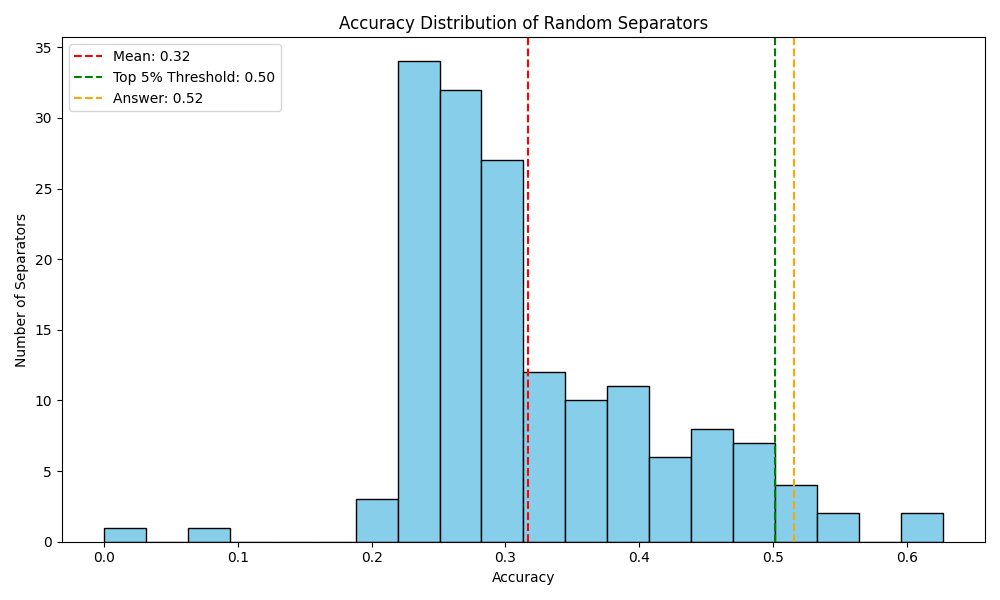 Accuracy Distribution of Random Separators
Mean: 0.32
Top 5% Threshold: 0.50
Answer: 0.52
35
30
25
20
15
10
5
0
Number of Separators
0.0 0.1 0.2 0.3 0.4 0.5 0.6
Accuracy